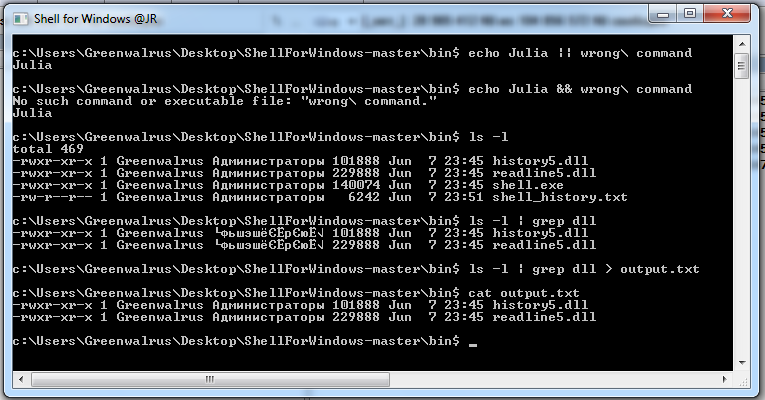 Shell for Windows @JR
c:\Users\Greenwalrus\Desktop\ShellForWindows-master\bin$ echo Julia || wrong\ command
Julia
c:\Users\Greenwalrus\Desktop\ShellForWindows-master\bin$ echo Julia && wrong\ command
No such command or executable file: "wrong\ command."
Julia
c:\Users\Greenwalrus\Desktop\ShellForWindows-master\bin$ ls -l
total 469
-rwxr-xr-x 1 Greenwalrus Администраторы 101888 Jun  7 23:45 history5.dll
-rwxr-xr-x 1 Greenwalrus Администраторы 229888 Jun  7 23:45 readline5.dll
-rwxr-xr-x 1 Greenwalrus Администраторы 140074 Jun  7 23:45 shell.exe
-rw-r--r-- 1 Greenwalrus Администраторы   6242 Jun  7 23:51 shell_history.txt
c:\Users\Greenwalrus\Desktop\ShellForWindows-master\bin$ ls -l | grep dll
-rwxr-xr-x 1 Greenwalrus 101888 Jun  7 23:45 history5.dll
-rwxr-xr-x 1 Greenwalrus 229888 Jun  7 23:45 readline5.dll
c:\Users\Greenwalrus\Desktop\ShellForWindows-master\bin$ ls -l | grep dll > output.txt
c:\Users\Greenwalrus\Desktop\ShellForWindows-master\bin$ cat output.txt
-rwxr-xr-x 1 Greenwalrus Администраторы 101888 Jun  7 23:45 history5.dll
-rwxr-xr-x 1 Greenwalrus Администраторы 229888 Jun  7 23:45 readline5.dll
c:\Users\Greenwalrus\Desktop\ShellForWindows-master\bin$ _